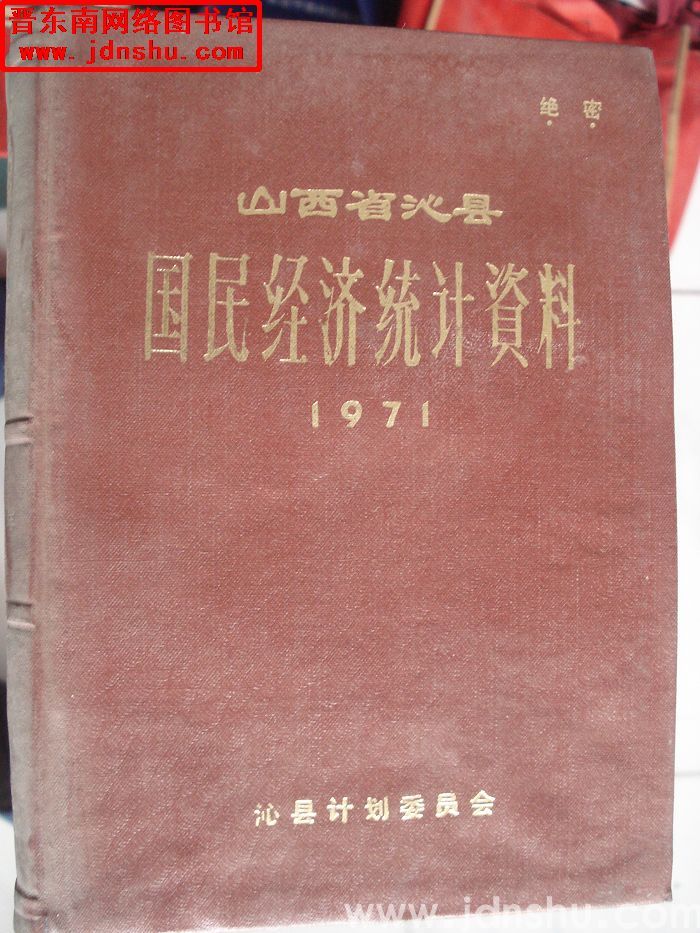 晋东南网络图书馆
www.jdnshu.com
绝密
山西省沁县
国民经济统计資料
1971
沁县计划委员会
www.jdnshu.com